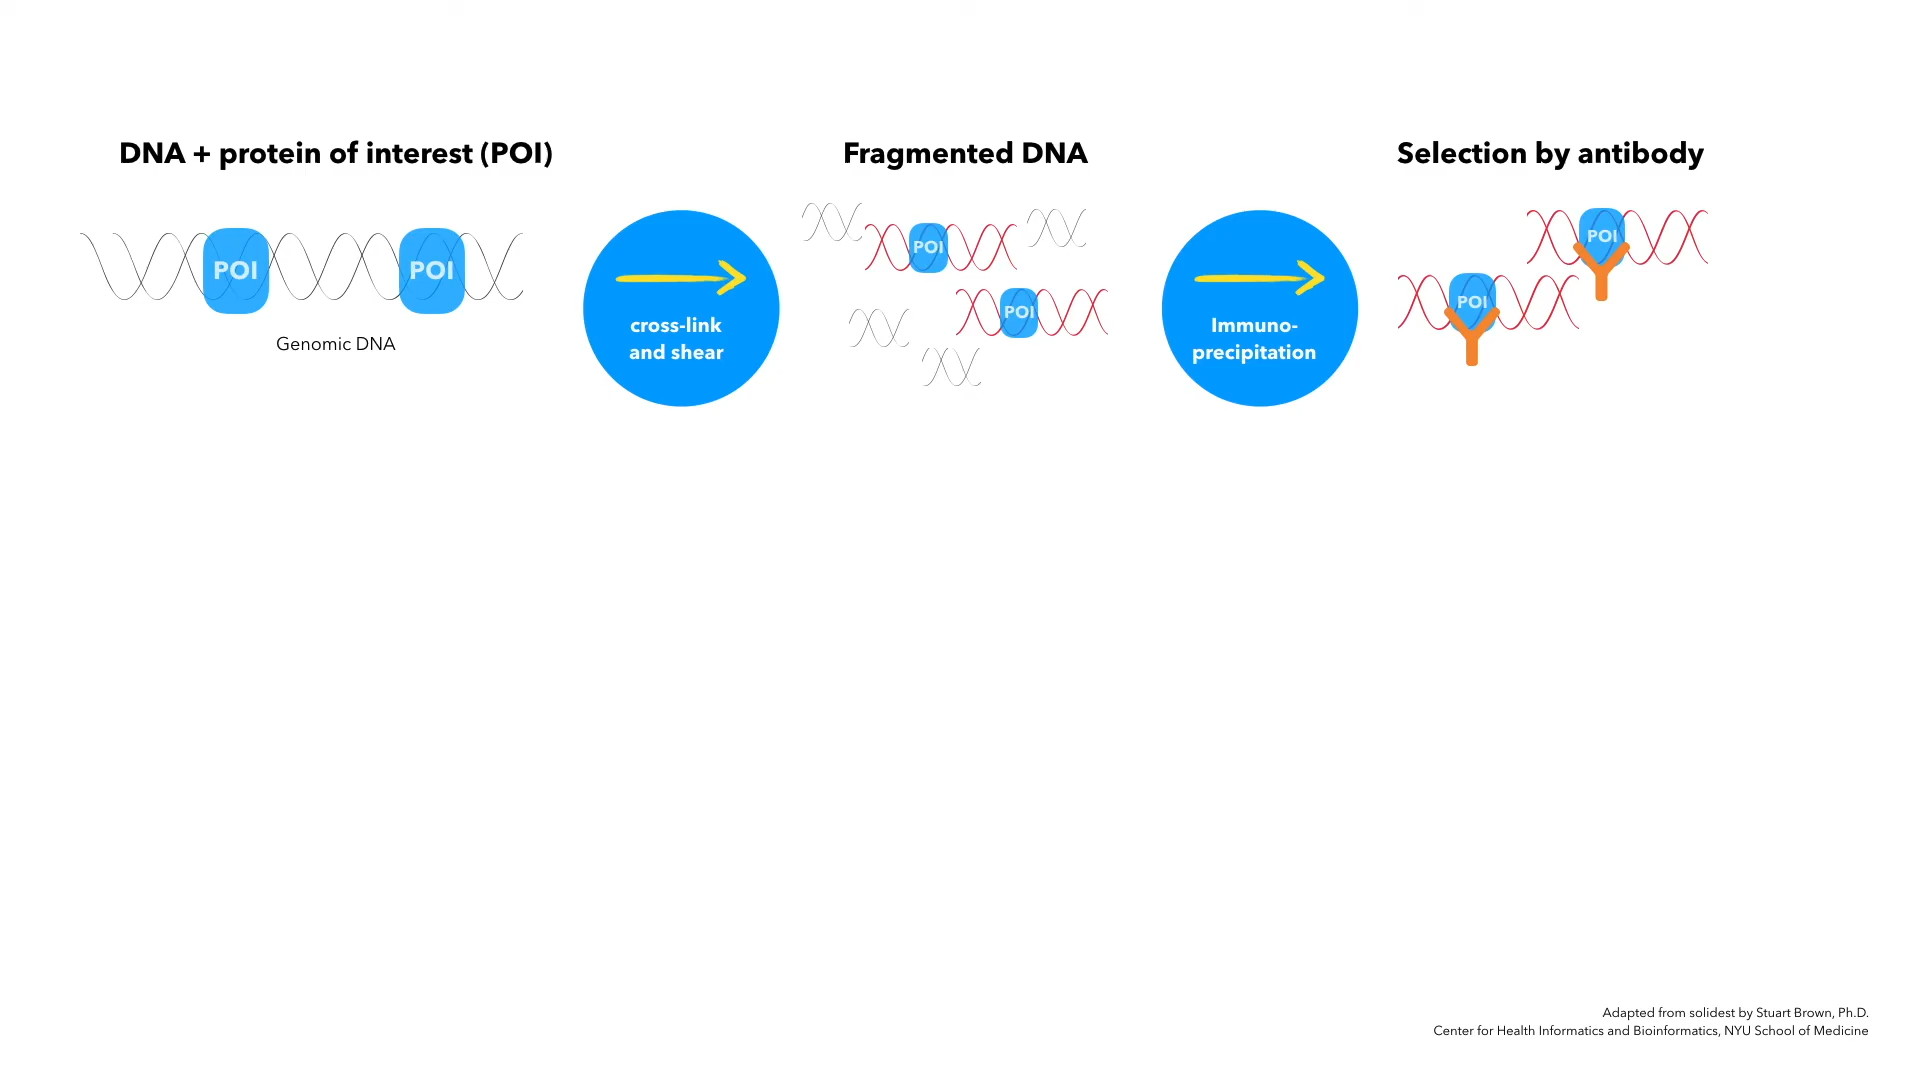 DNA + protein of interest (POI)
Fragmented DNA
Selection by antibody
POI
POI
Genomic DNA
cross-link
and shear
POI
POI
Immuno-
precipitation
POI
POI
Adapted from solidest by Stuart Brown, Ph.D.
Center for Health Informatics and Bioinformatics, NYU School of Medicine